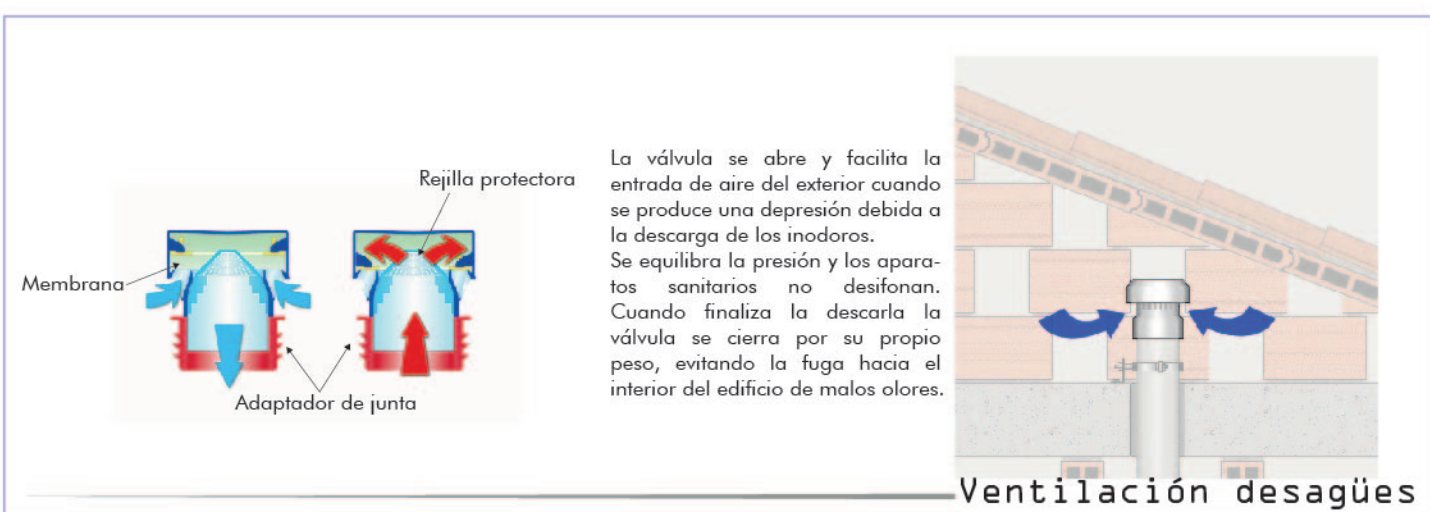 Rejilla protectora
Membrana
Adaptador de junta
La válvula se abre y facilita la
entrada de aire del exterior cuando
se produce una depresión debida a
la descarga de los inodoros.
Se equilibra la presión y los apara-
tos sanitarios no desifonan.
Cuando finaliza la descarla la
válvula se cierra por su propio
peso, evitando la fuga hacia el
interior del edificio de malos olores.
Ventilación desagües